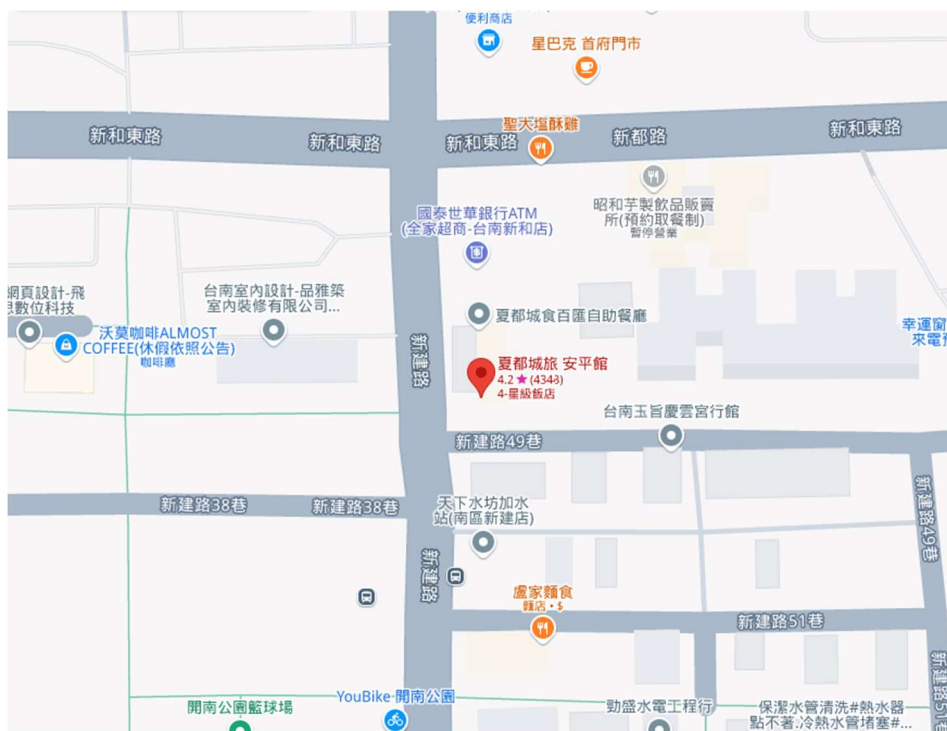 便利商店
星巴克 首府門市
聖大塩酥雞
新和東路
新和東路
新和東路
新都路
新和東路
昭和芋製飲品販賣
所(預約取餐制)
暫停營業
國泰世華銀行ATM
(全家超商-台南新和店)
網頁設計-飛
數位科技
台南室內設計-品雅築
室內裝修有限公司...
夏都城食百匯自助餐廳
沃莫咖啡ALMOST
COFFEE(休假依照公告)
咖啡廳
新建路
幸運窗
來電預
夏都城旅 安平館
4.2 ★ (4348)
4-星級飯店
台南玉旨慶雲宮行館
新建路49巷
新建路38巷
新建路38巷
天下水坊加水
站(南區新建店)
新建路49巷
新建路
盧家麵食
麵店・$
新建路51巷
新建路51巷
YouBike 開南公園
開南公園籃球場
勁盛水電工程行
保潔水管清洗#熱水器
點不著.冷熱水管堵塞#...